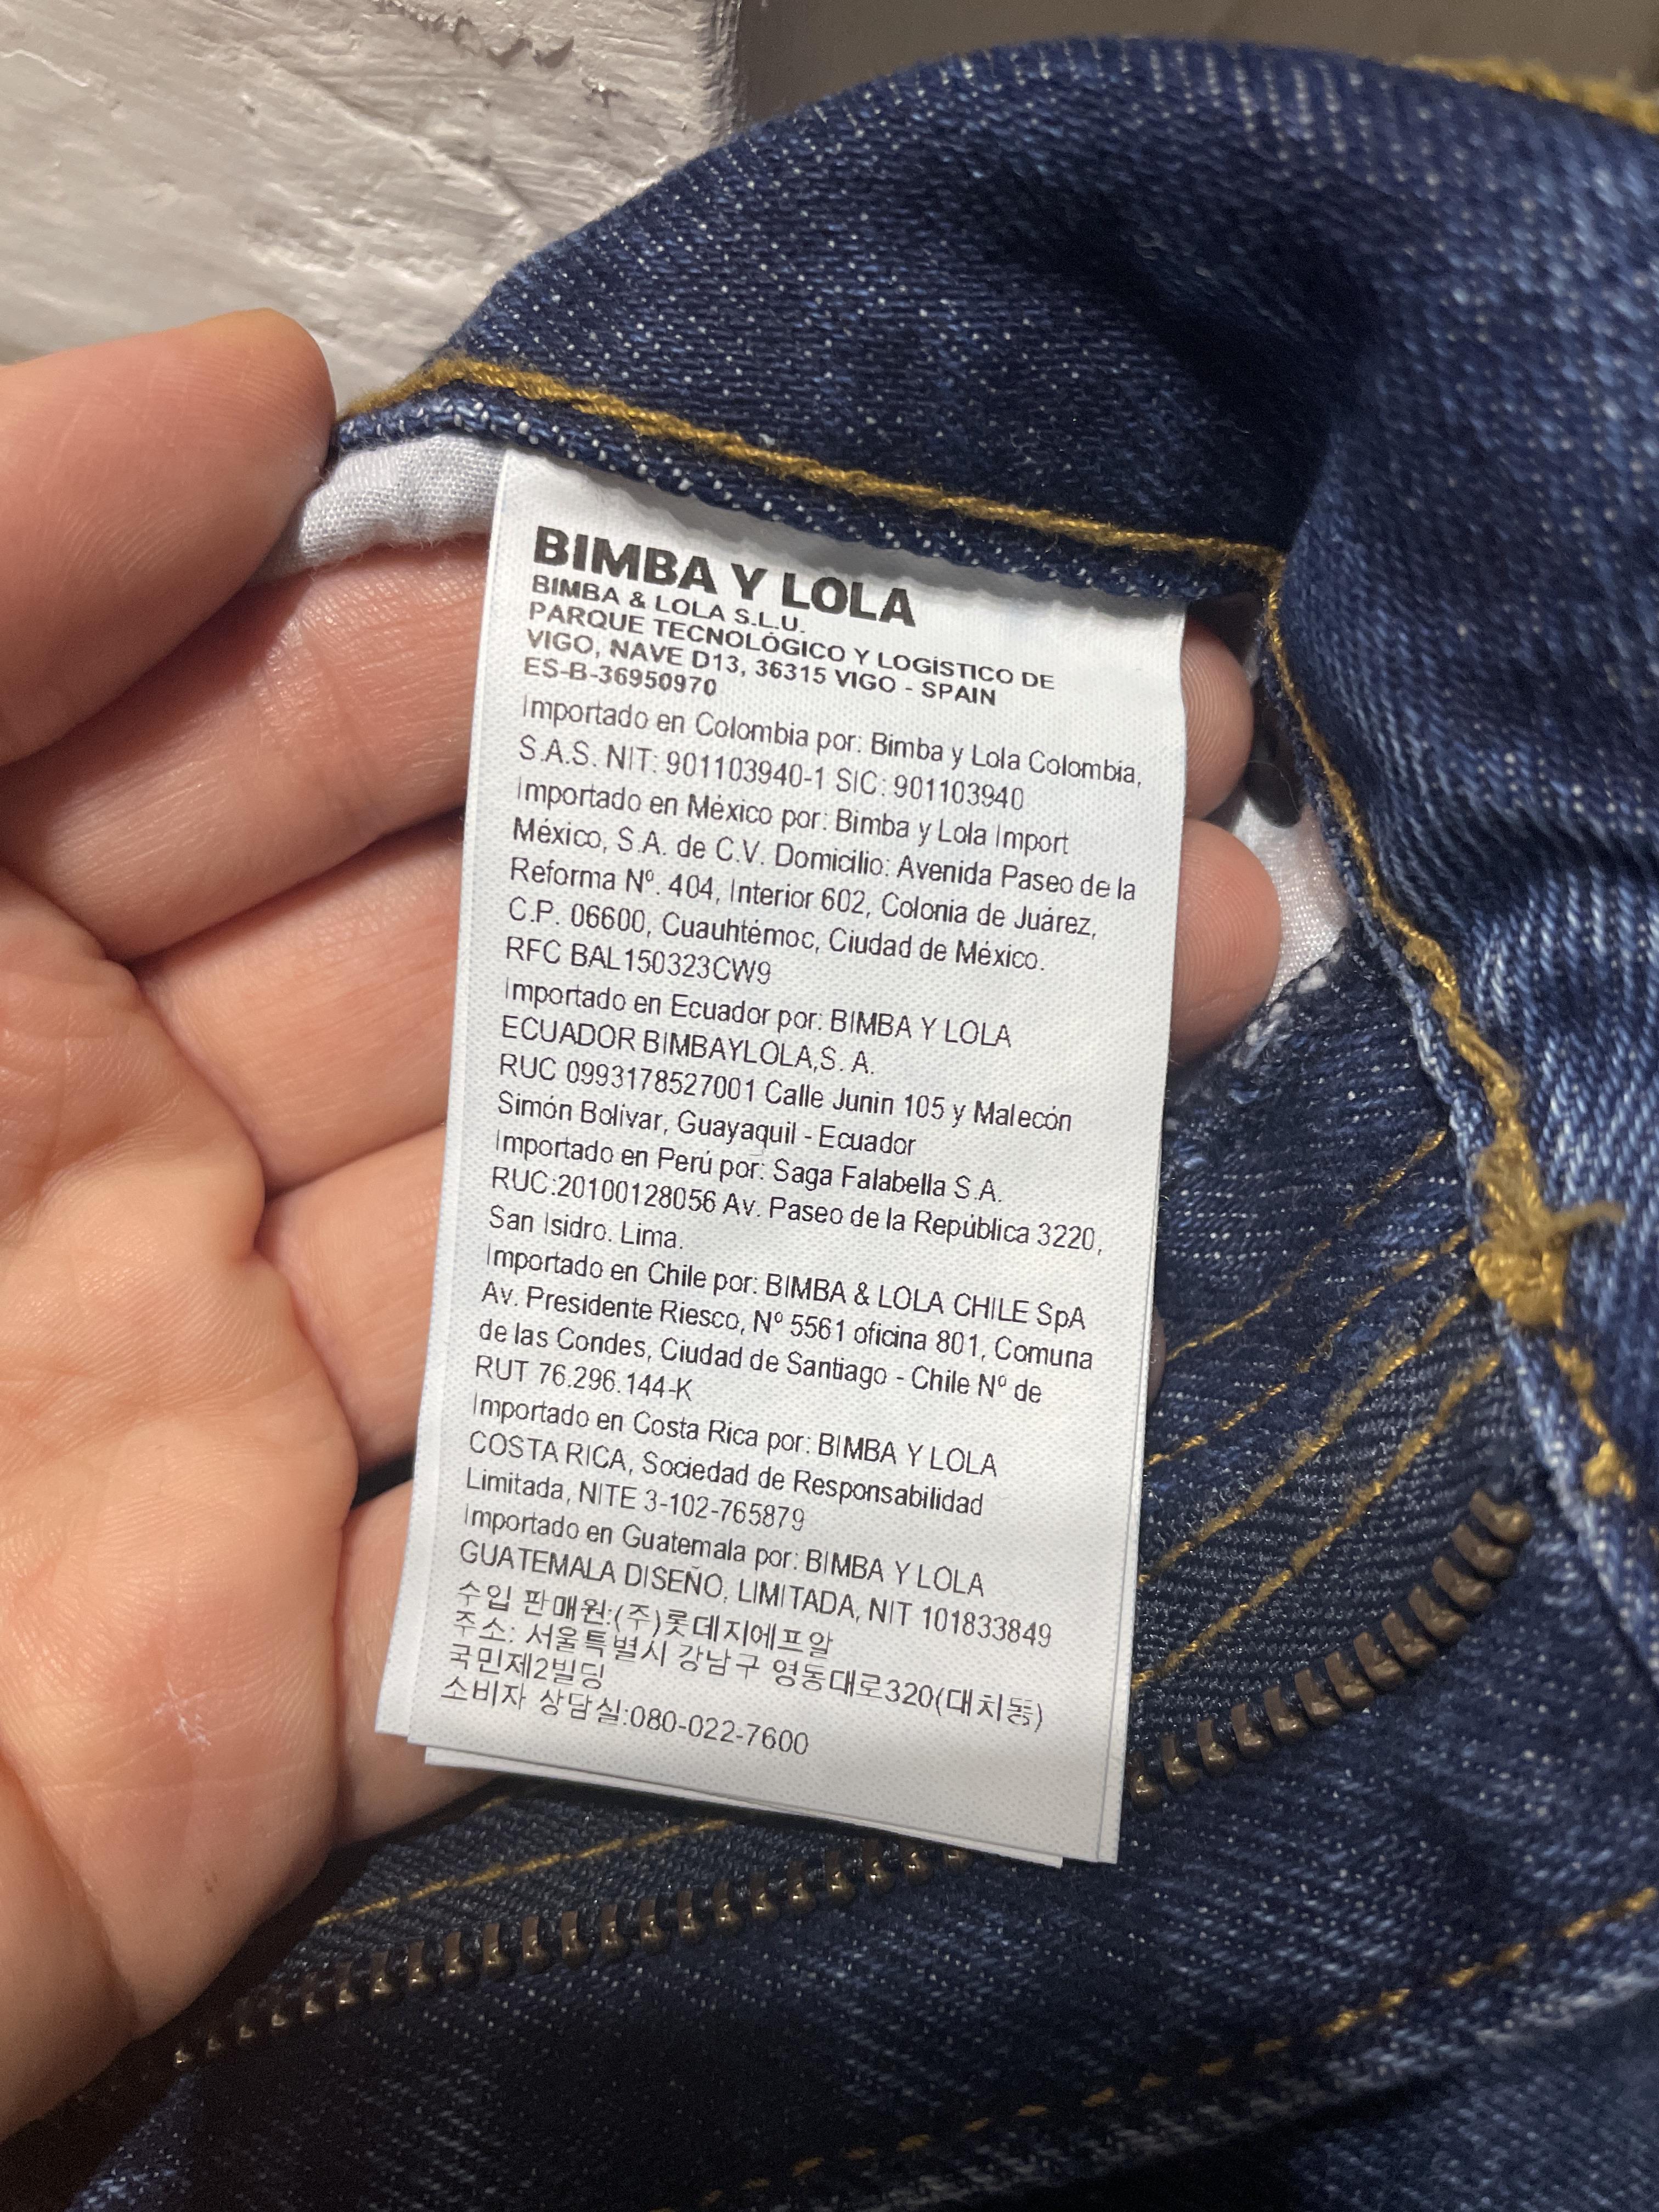 BIMBA Y LOLA
BIMBA & LOLA S.L.U.
PARQUE TECNOLÓGICO Y LOGÍSTICO DE
VIGO, NAVE D13, 36315 VIGO - SPAIN
ES-B-36950970
Importado en Colombia por: Bimba y Lola Colombia,
S.A.S. NIT: 901103940-1 SIC: 901103940
Importado en México por: Bimba y Lola Import
México, S.A. de C.V. Domicilio: Avenida Paseo de la
Reforma Nº. 404, Interior 602, Colonia de Juárez,
C.P. 06600, Cuauhtémoc, Ciudad de México.
RFC BAL150323CW9
Importado en Ecuador por: BIMBA Y LOLA
ECUADOR BIMBAYLOLA,S. A.
RUC 0993178527001 Calle Junin 105 y Malecón
Simón Bolívar, Guayaquil - Ecuador
Importado en Perú por: Saga Falabella S.A.
RUC:20100128056 Av. Paseo de la República 3220,
San Isidro. Lima.
Importado en Chile por: BIMBA & LOLA CHILE SpA
Av. Presidente Riesco, Nº 5561 oficina 801, Comuna
de las Condes, Ciudad de Santiago - Chile Nº de
RUT 76.296.144-K
Importado en Costa Rica por: BIMBA Y LOLA
COSTA RICA, Sociedad de Responsabilidad
Limitada, NITE 3-102-765879
Importado en Guatemala por: BIMBA Y LOLA
GUATEMALA DISEÑO, LIMITADA, NIT 101833849
수입 판매원:(주)롯데지에프알
주소: 서울특별시 강남구 영동대로320(대치동)
국민제2빌딩
소비자 상담실:080-022-7600